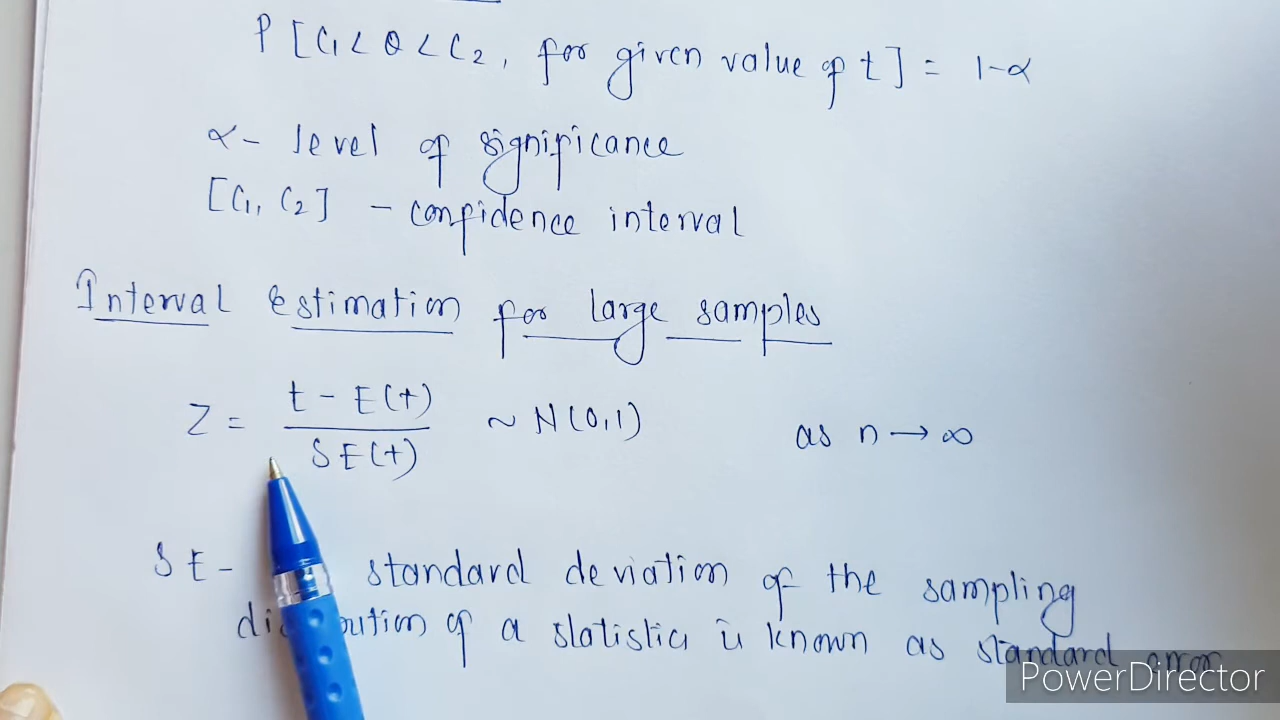 P [C₁ < θ < C₂, for given value of t] = 1-α
α - level of significance
[C₁, C₂] - confidence interval
Interval Estimation for large samples
Z = t - E(t) / SE(t) ~ N(0,1) as n → ∞
SE - standard deviation of the sampling
of a statistic is known as standard error
PowerDirector